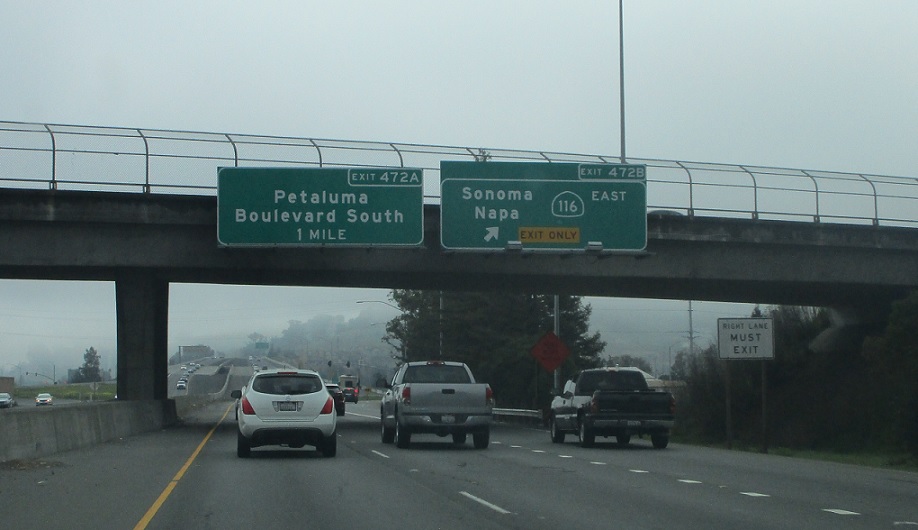 EXIT 472A
Petaluma
Boulevard South
1 MILE
EXIT 472B
Sonoma 116 EAST
Napa
EXIT ONLY
RIGHT LANE
MUST
EXIT